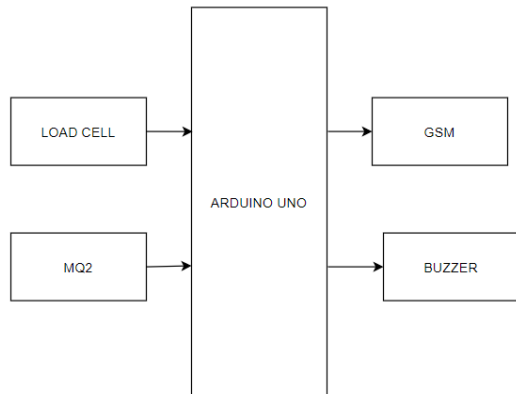 LOAD CELL
GSM
ARDUINO UNO
MQ2
BUZZER